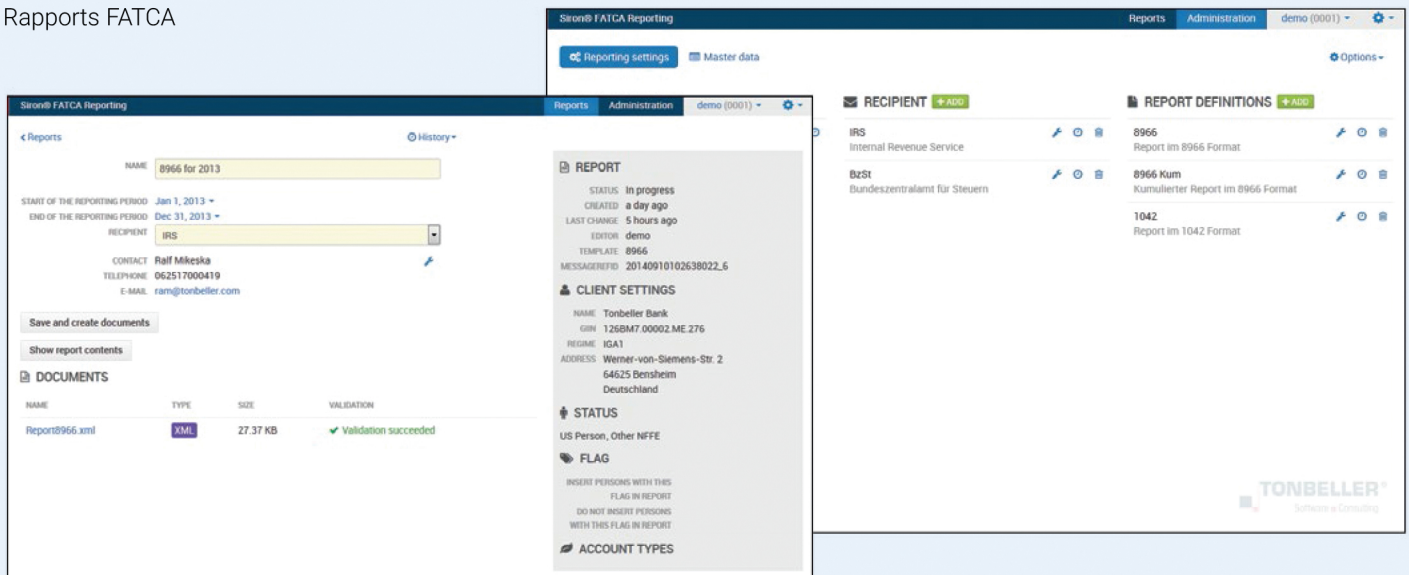 Rapports FATCA
Siron® FATCA Reporting
Reports Administration demo (0001)
Reporting settings Master data
Options
RECIPIENT + ADD
IRS
Internal Revenue Service
BzSt
Bundeszentralamt für Steuern
REPORT DEFINITIONS + ADD
8966
Report im 8966 Format
8966 Kum
Kumulierter Report im 8966 Format
1042
Report im 1042 Format
TONBELLER®
Software & Consulting
Siron® FATCA Reporting
Reports Administration demo (0001)
Reports
History
NAME 8966 for 2013
START OF THE REPORTING PERIOD Jan 1, 2013
END OF THE REPORTING PERIOD Dec 31, 2013
RECIPIENT IRS
CONTACT Ralf Mikeska
TELEPHONE 062517000419
E-MAIL ram@tonbeller.com
Save and create documents
Show report contents
DOCUMENTS
NAME TYPE SIZE VALIDATION
Report8966.xml XML 27.37 KB Validation succeeded
REPORT
STATUS In progress
CREATED a day ago
LAST CHANGE 5 hours ago
EDITOR demo
TEMPLATE 8966
MESSAGEREFID 20140910102638022_6
CLIENT SETTINGS
NAME Tonbeller Bank
GIIN 126BM7.00002.ME.276
REGIME IGA1
ADDRESS Werner-von-Siemens-Str. 2
64625 Bensheim
Deutschland
STATUS
US Person, Other NFFE
FLAG
INSERT PERSONS WITH THIS
FLAG IN REPORT
DO NOT INSERT PERSONS
WITH THIS FLAG IN REPORT
ACCOUNT TYPES